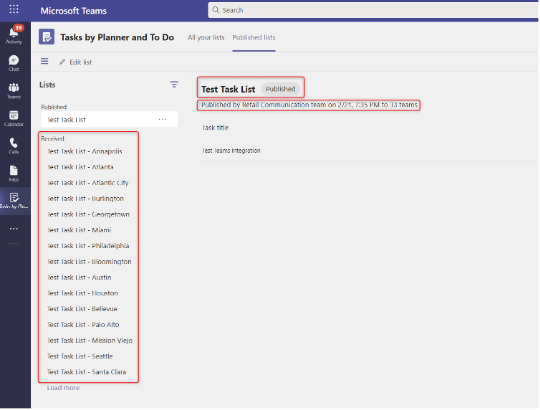 Microsoft Teams
Search
99
Activity
Chat
Teams
Calendar
Calls
Files
Tasks by Pla...
Tasks by Planner and To Do
All your lists
Published lists
Edit list
Lists
Published
Test Task List
Received
Test Task List - Annapolis
Test Task List - Atlanta
Test Task List - Atlantic City
Test Task List - Burlington
Test Task List - Georgetown
Test Task List - Miami
Test Task List - Philadelphia
Test Task List - Bloomington
Test Task List - Austin
Test Task List - Houston
Test Task List - Bellevue
Test Task List - Palo Alto
Test Task List - Mission Viejo
Test Task List - Seattle
Test Task List - Santa Clara
Load more
Test Task List Published
Published by Retail Communication team on 2/21, 7:35 PM to 33 teams
Task title
Test Teams Integration